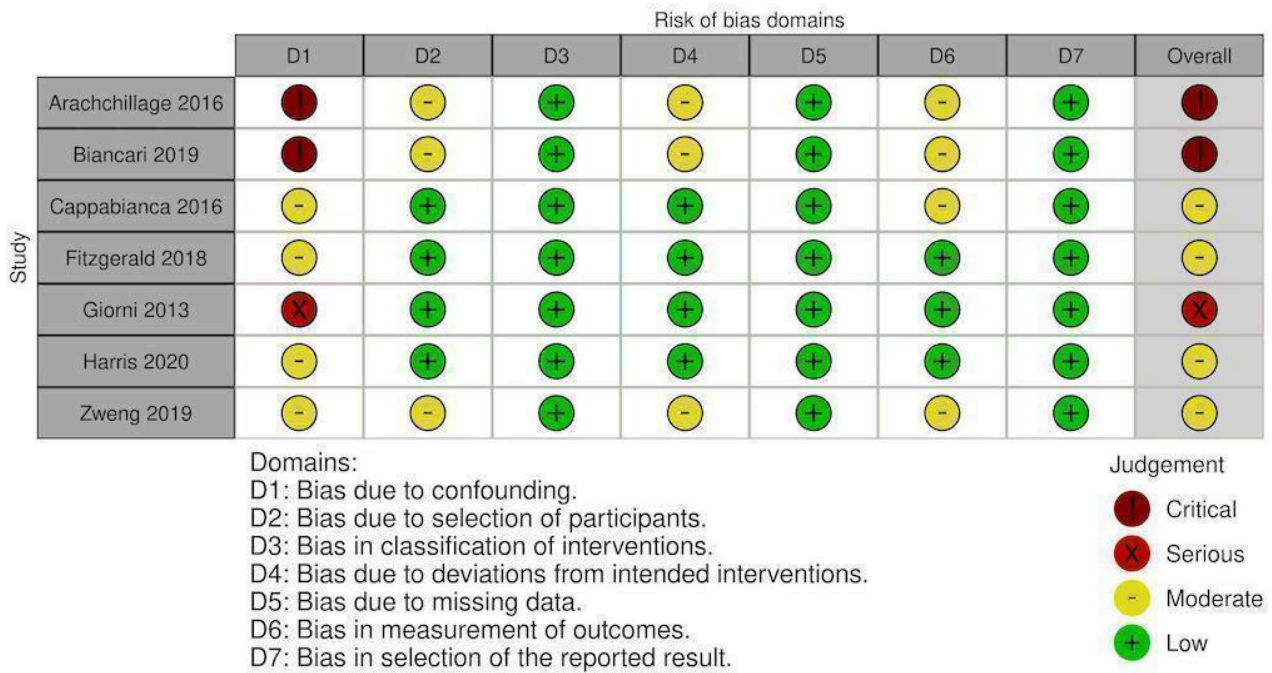 Risk of bias domains
D1 D2 D3 D4 D5 D6 D7 Overall
Study
Arachchillage 2016 ! - + - + - + !
Biancari 2019 ! - + - + - + !
Cappabianca 2016 - + + + + - + -
Fitzgerald 2018 - + + + + + + -
Giorni 2013 X + + + + + + X
Harris 2020 - + + + + + + -
Zweng 2019 - - + - + - + -
Domains:
D1: Bias due to confounding.
D2: Bias due to selection of participants.
D3: Bias in classification of interventions.
D4: Bias due to deviations from intended interventions.
D5: Bias due to missing data.
D6: Bias in measurement of outcomes.
D7: Bias in selection of the reported result.
Judgement
! Critical
X Serious
- Moderate
+ Low